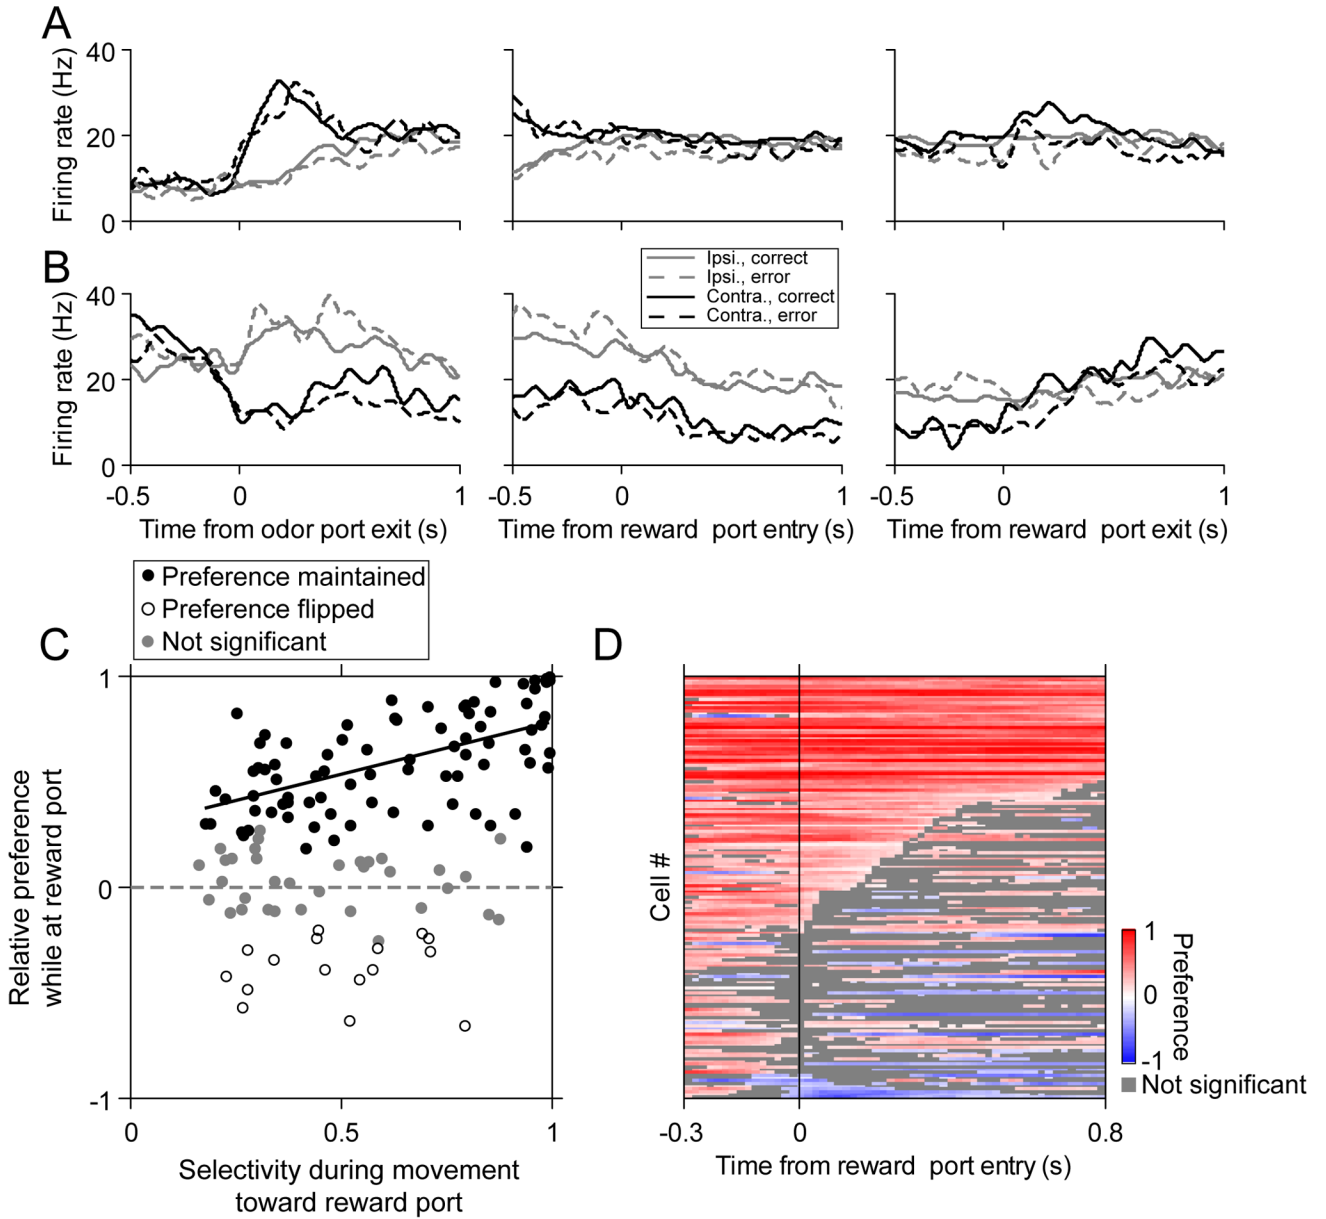 A
Firing rate (Hz)
40
20
0
B
Ipsi., correct
Ipsi., error
Contra., correct
Contra., error
Firing rate (Hz)
40
20
0
-0.5 0 1
-0.5 0 1
-0.5 0 1
Time from odor port exit (s)
Time from reward port entry (s)
Time from reward port exit (s)
Preference maintained
Preference flipped
Not significant
C
Relative preference
while at reward port
1
0
-1
0 0.5 1
Selectivity during movement
toward reward port
D
Cell #
-0.3 0 0.8
Time from reward port entry (s)
1
0
-1
Preference
Not significant